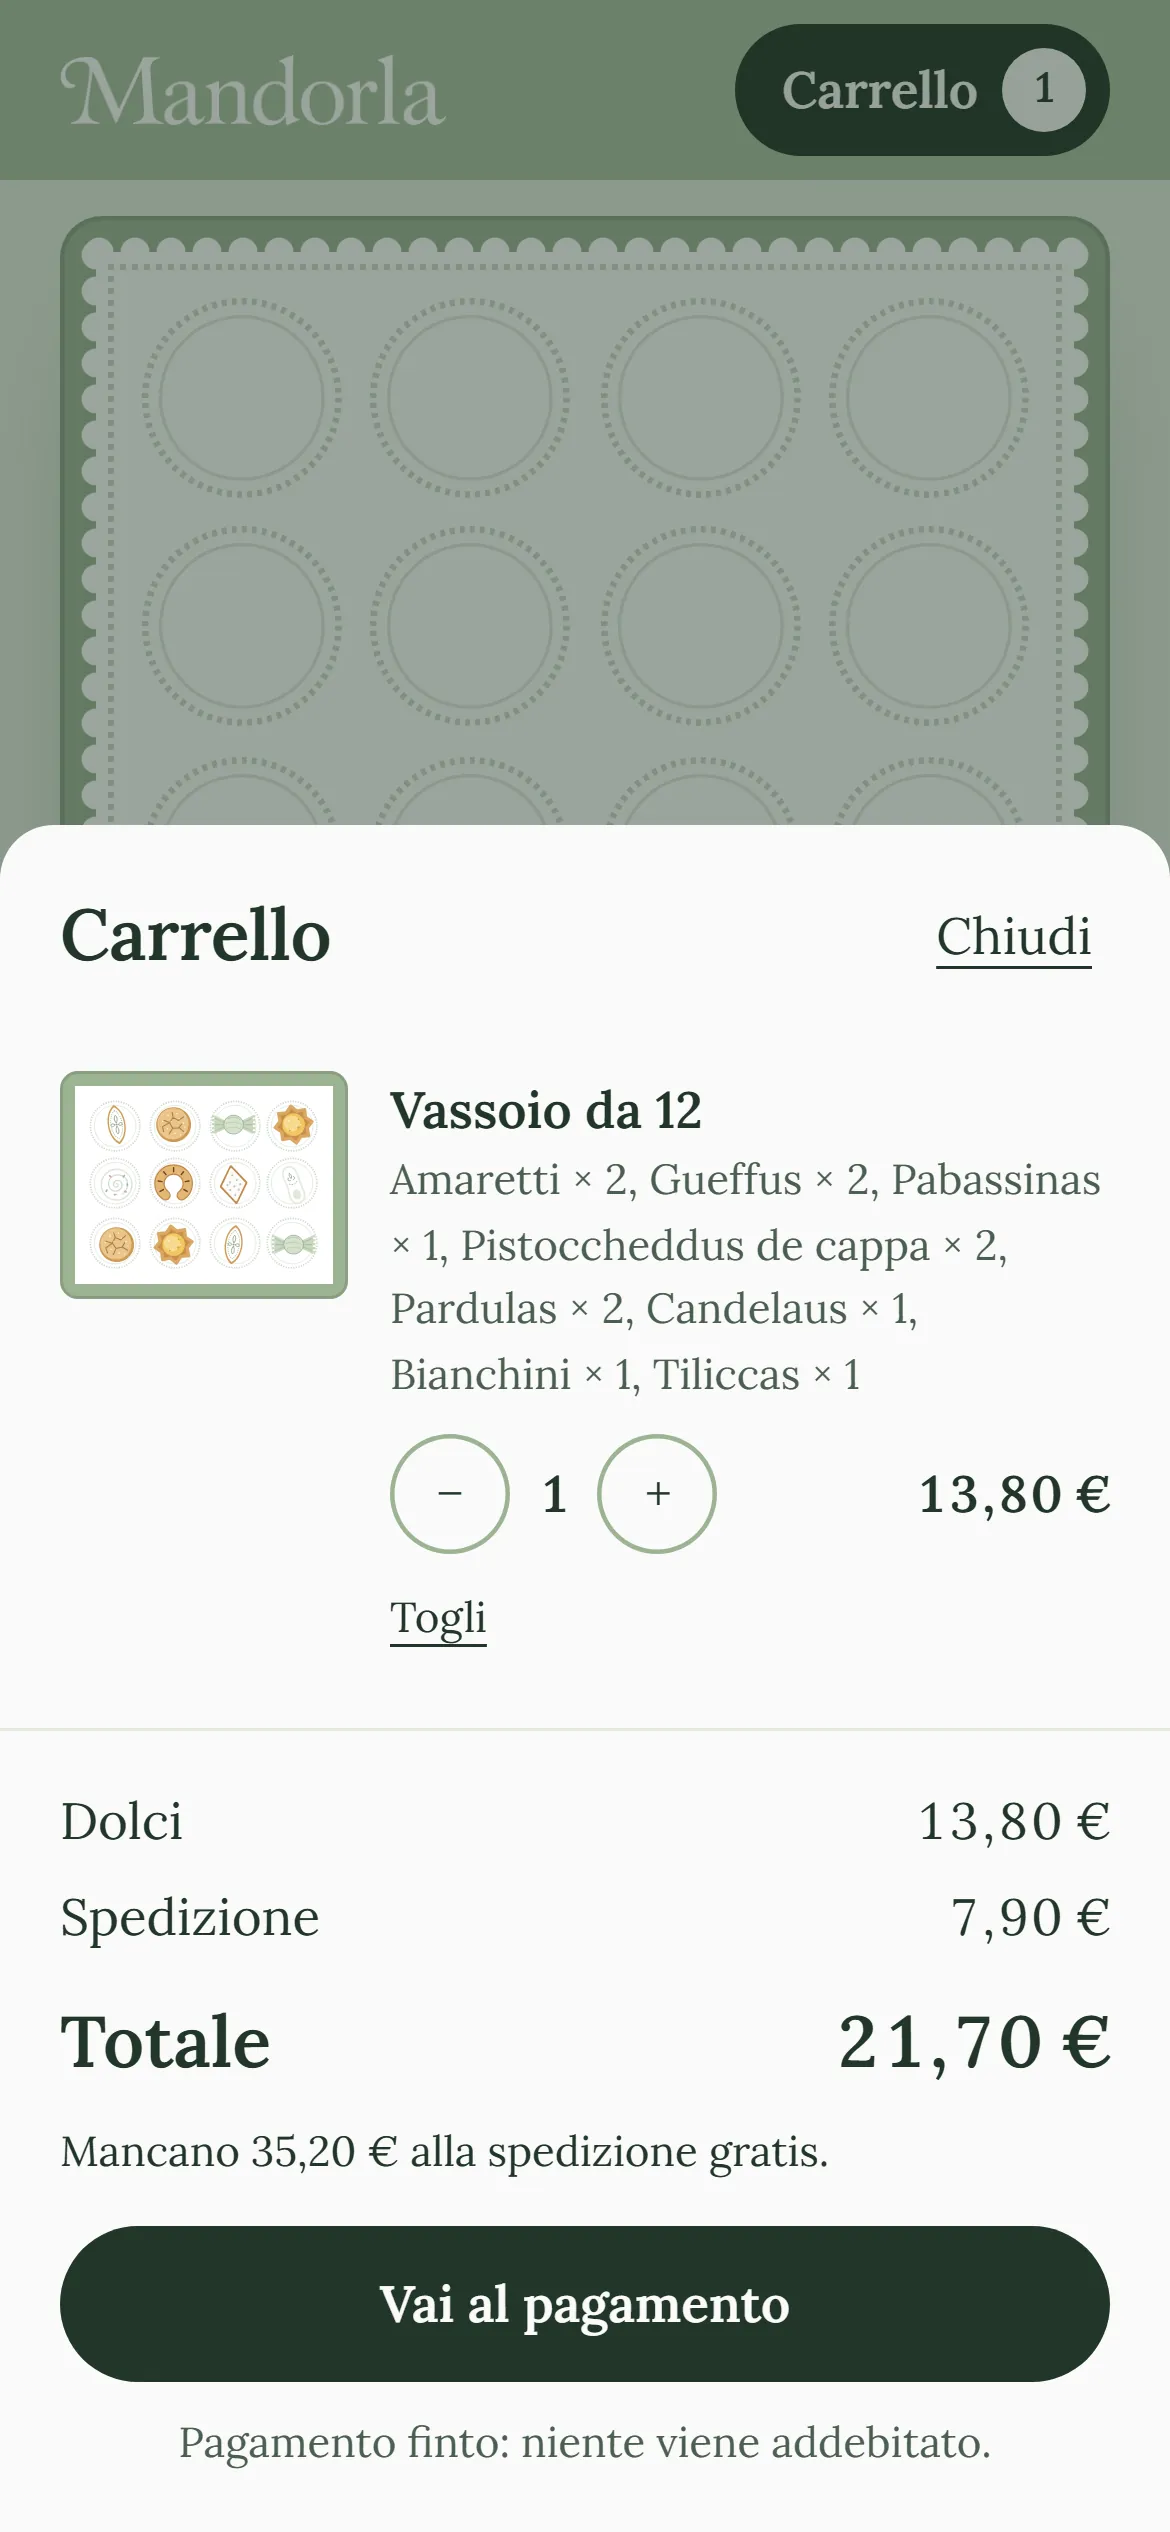 Mandorla
Carrello 1
Carrello
Chiudi
Vassoio da 12
Amaretti × 2, Gueffus × 2, Pabassinas
× 1, Pistoccheddus de cappa × 2,
Pardulas × 2, Candelaus × 1,
Bianchini × 1, Tiliccas × 1
− 1 +
13,80 €
Togli
Dolci 13,80 €
Spedizione 7,90 €
Totale 21,70 €
Mancano 35,20 € alla spedizione gratis.
Vai al pagamento
Pagamento finto: niente viene addebitato.